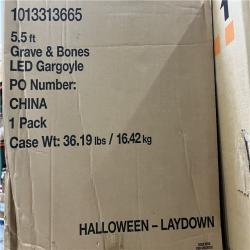 1013313665
5.5 ft
Grave & Bones
LED Gargoyle
PO Number:
CHINA
1 Pack
Case Wt: 36.19 lbs / 16.42 kg
HALLOWEEN – LAYDOWN